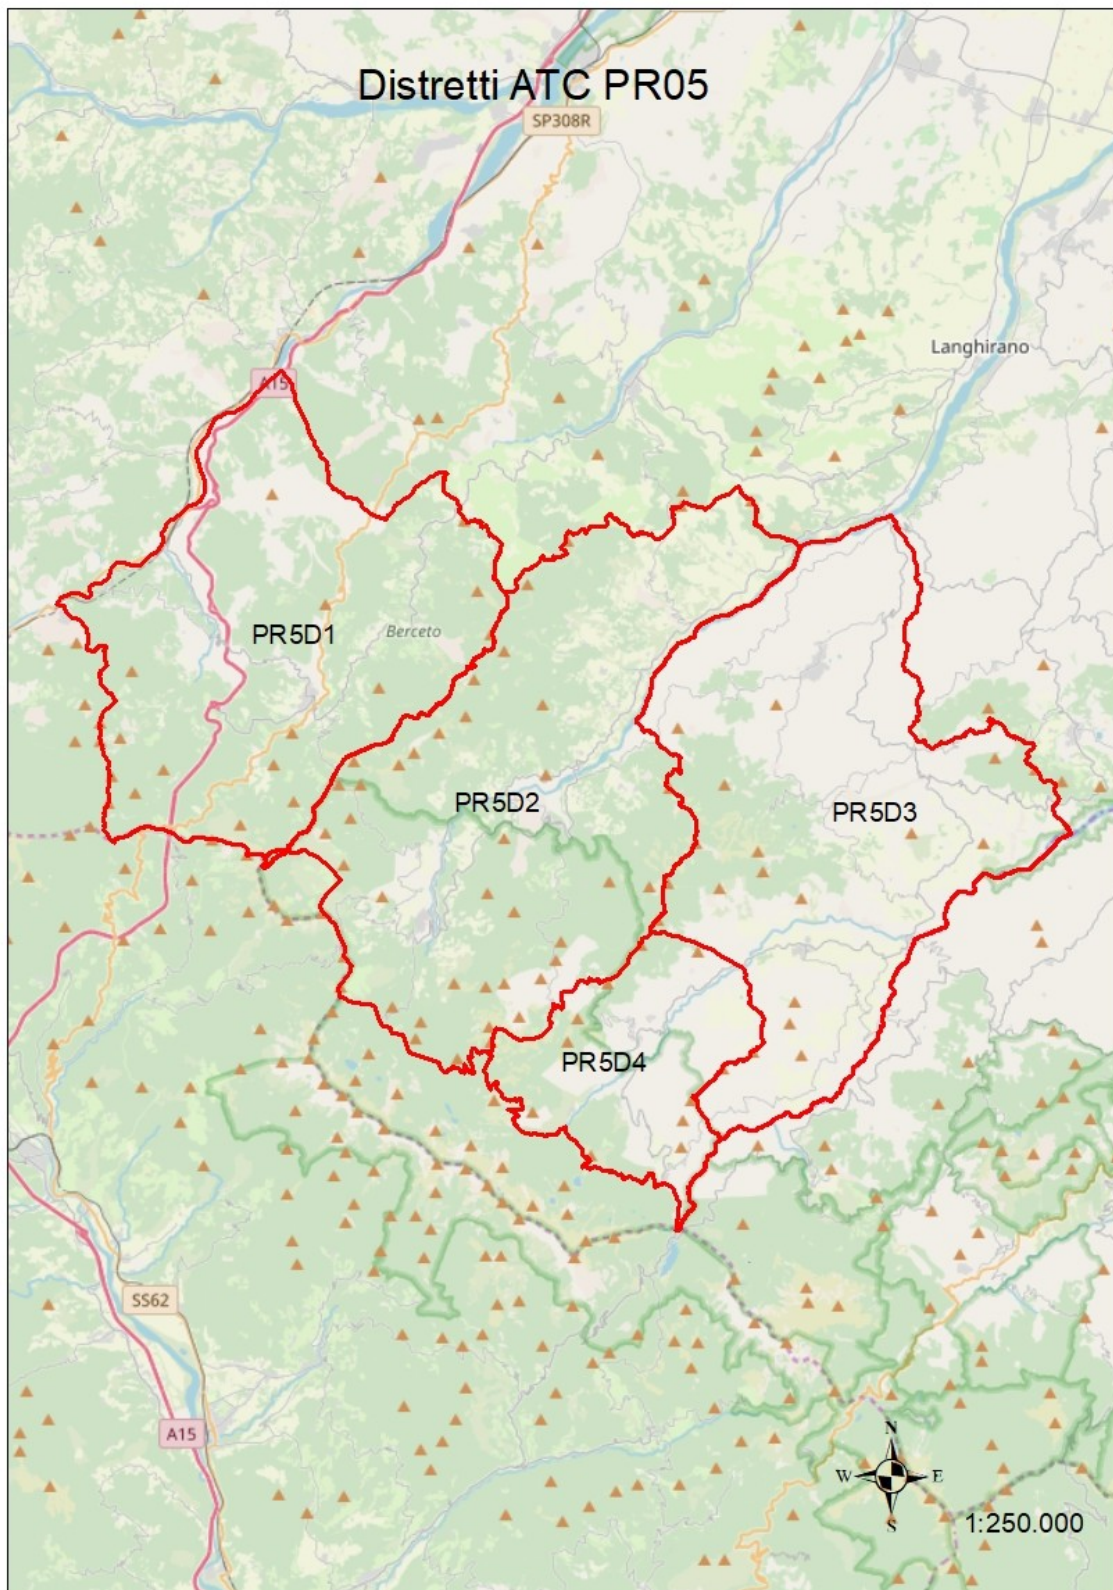 Distretti ATC PR05
SP308R
Langhirano
A15
PR5D1
Berceto
PR5D2
PR5D3
PR5D4
SS62
A15
N
W
E
S
1:250.000